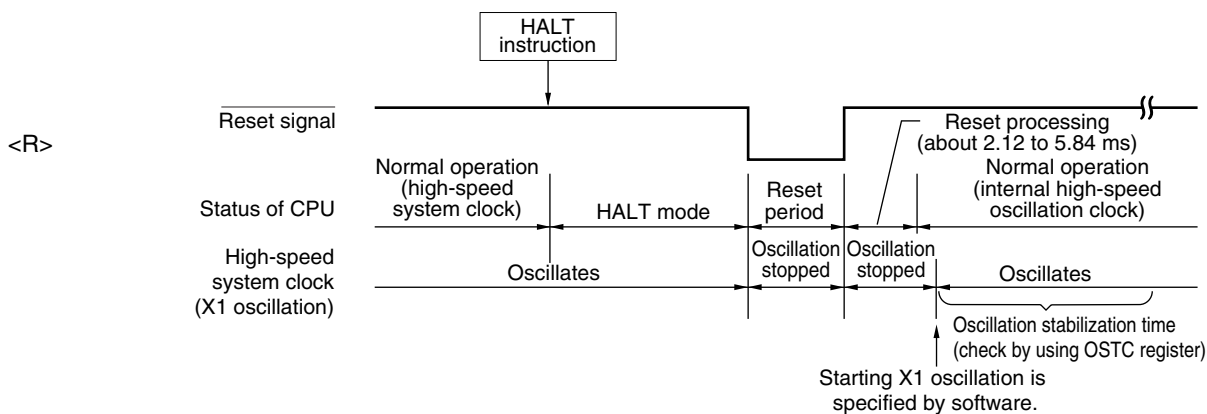 HALT
instruction
Reset signal
<R>
Reset processing
(about 2.12 to 5.84 ms)
Normal operation
(high-speed
system clock)
Reset
period
Normal operation
(internal high-speed
oscillation clock)
Status of CPU
HALT mode
High-speed
system clock
(X1 oscillation)
Oscillates
Oscillation
stopped
Oscillation
stopped
Oscillates
Oscillation stabilization time
(check by using OSTC register)
Starting X1 oscillation is
specified by software.